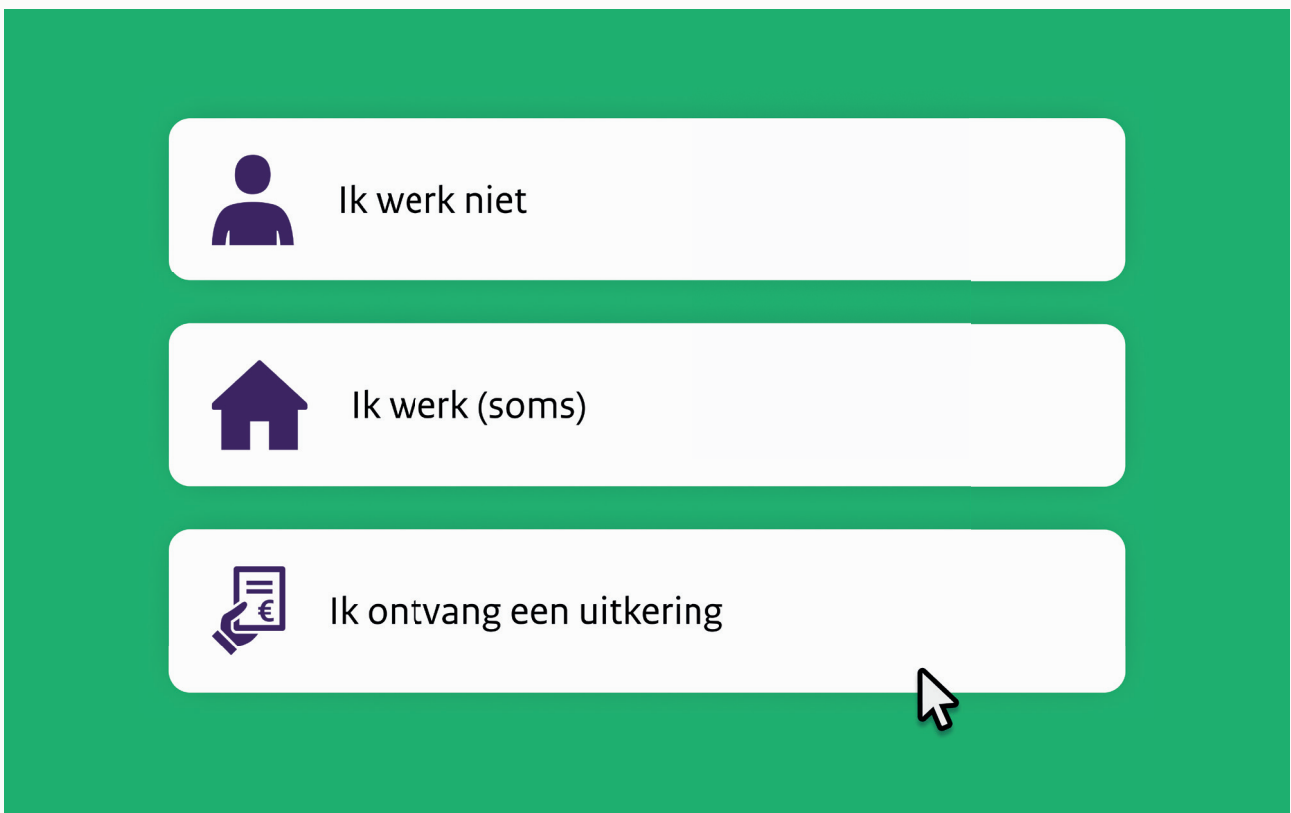 Ik werk niet
Ik werk (soms)
€
Ik ontvang een uitkering